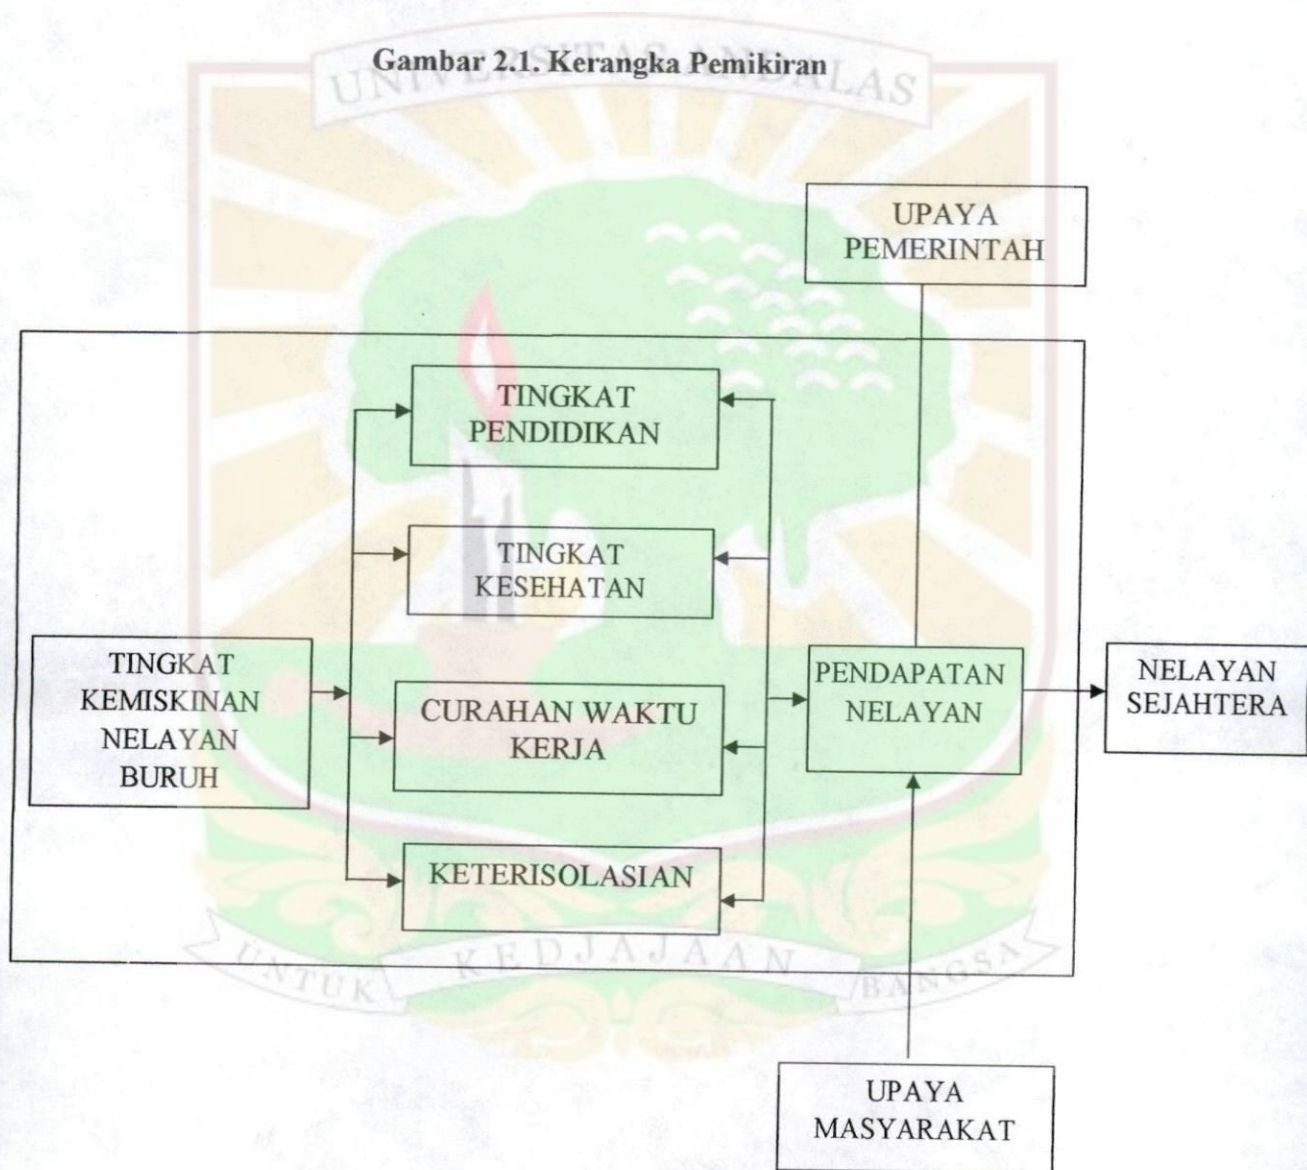 Gambar 2.1. Kerangka Pemikiran
UNIVERSITAS ANDALAS
UPAYA
PEMERINTAH
TINGKAT
PENDIDIKAN
TINGKAT
KESEHATAN
TINGKAT
KEMISKINAN
NELAYAN
BURUH
CURAHAN WAKTU
KERJA
PENDAPATAN
NELAYAN
NELAYAN
SEJAHTERA
KETERISOLASIAN
UNTUK KEDJAJAAN BANGSA
UPAYA
MASYARAKAT